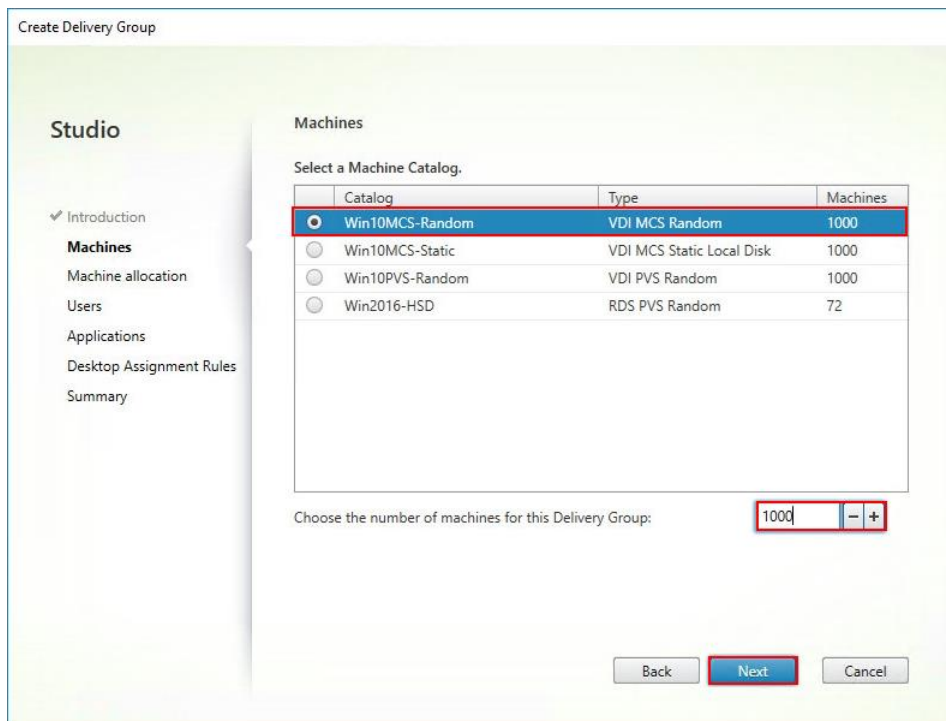 Create Delivery Group
Studio
Introduction
Machines
Machine allocation
Users
Applications
Desktop Assignment Rules
Summary
Machines
Select a Machine Catalog.
Catalog Type Machines
Win10MCS-Random VDI MCS Random 1000
Win10MCS-Static VDI MCS Static Local Disk 1000
Win10PVS-Random VDI PVS Random 1000
Win2016-HSD RDS PVS Random 72
Choose the number of machines for this Delivery Group: 1000 - +
Back Next Cancel